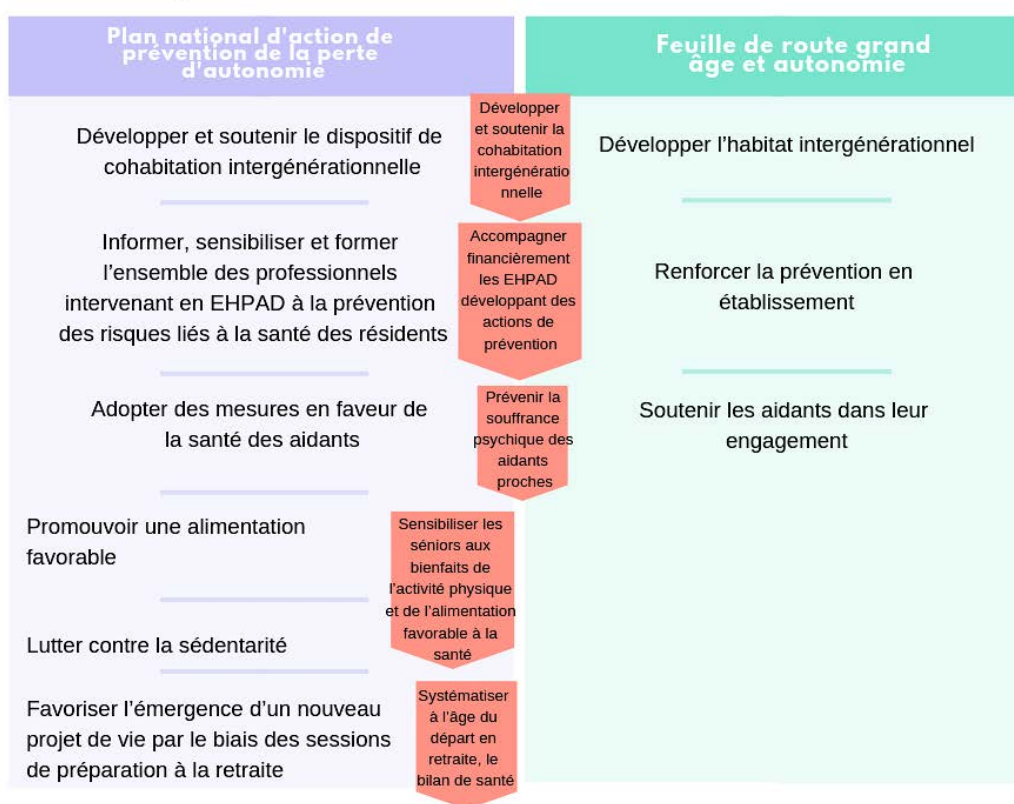 Plan national d'action de
prévention de la perte
d'autonomie
Feuille de route grand
âge et autonomie
Développer et soutenir le dispositif de
cohabitation intergénérationnelle
Développer
et soutenir la
cohabitation
intergénératio
nnelle
Développer l’habitat intergénérationnel
Informer, sensibiliser et former
l’ensemble des professionnels
intervenant en EHPAD à la prévention
des risques liés à la santé des résidents
Accompagner
financièrement
les EHPAD
développant des
actions de
prévention
Renforcer la prévention en
établissement
Adopter des mesures en faveur de
la santé des aidants
Prévenir la
souffrance
psychique des
aidants
proches
Soutenir les aidants dans leur
engagement
Promouvoir une alimentation
favorable
Lutter contre la sédentarité
Sensibiliser les
séniors aux
bienfaits de
l’activité physique
et de l’alimentation
favorable à la
santé
Favoriser l’émergence d’un nouveau
projet de vie par le biais des sessions
de préparation à la retraite
Systématiser
à l’âge du
départ en
retraite, le
bilan de santé